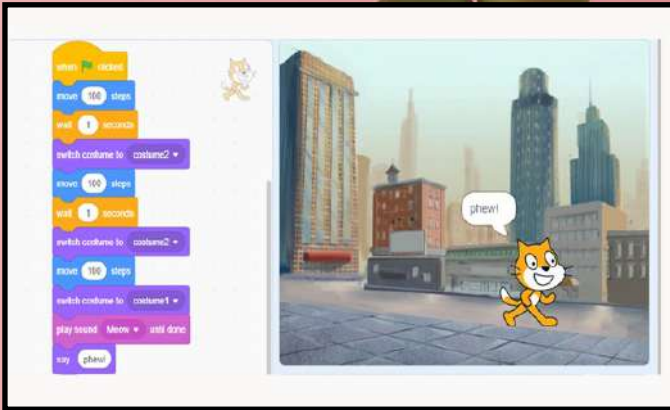 when clicked
move 100 steps
wait 1 seconds
switch costume to costume2
move 100 steps
wait 1 seconds
switch costume to costume2
move 100 steps
switch costume to costume1
play sound Meow until done
say phew!
phew!